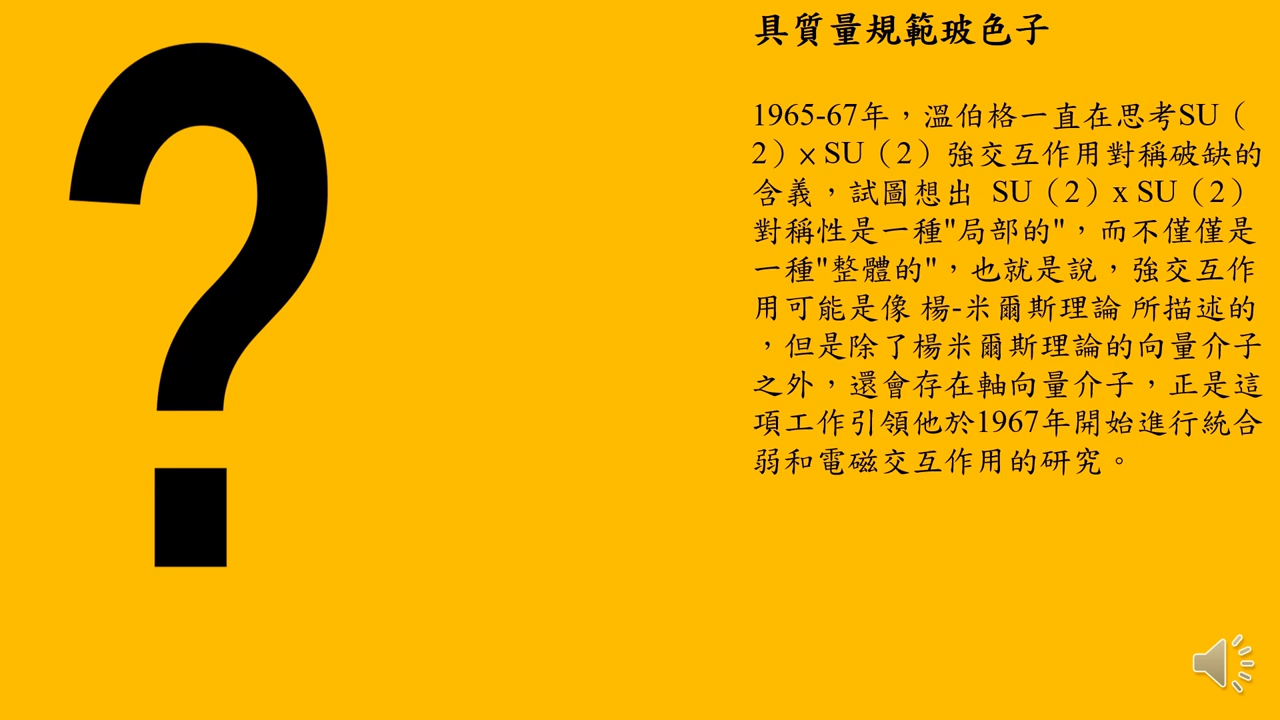 ?
具質量規範玻色子
1965-67年，溫伯格一直在思考SU（
2）× SU（2）強交互作用對稱破缺的
含義，試圖想出 SU（2）x SU（2）
對稱性是一種"局部的"，而不僅僅是
一種"整體的"，也就是說，強交互作
用可能是像 楊-米爾斯理論 所描述的
，但是除了楊米爾斯理論的向量介子
之外，還會存在軸向量介子，正是這
項工作引領他於1967年開始進行統合
弱和電磁交互作用的研究。